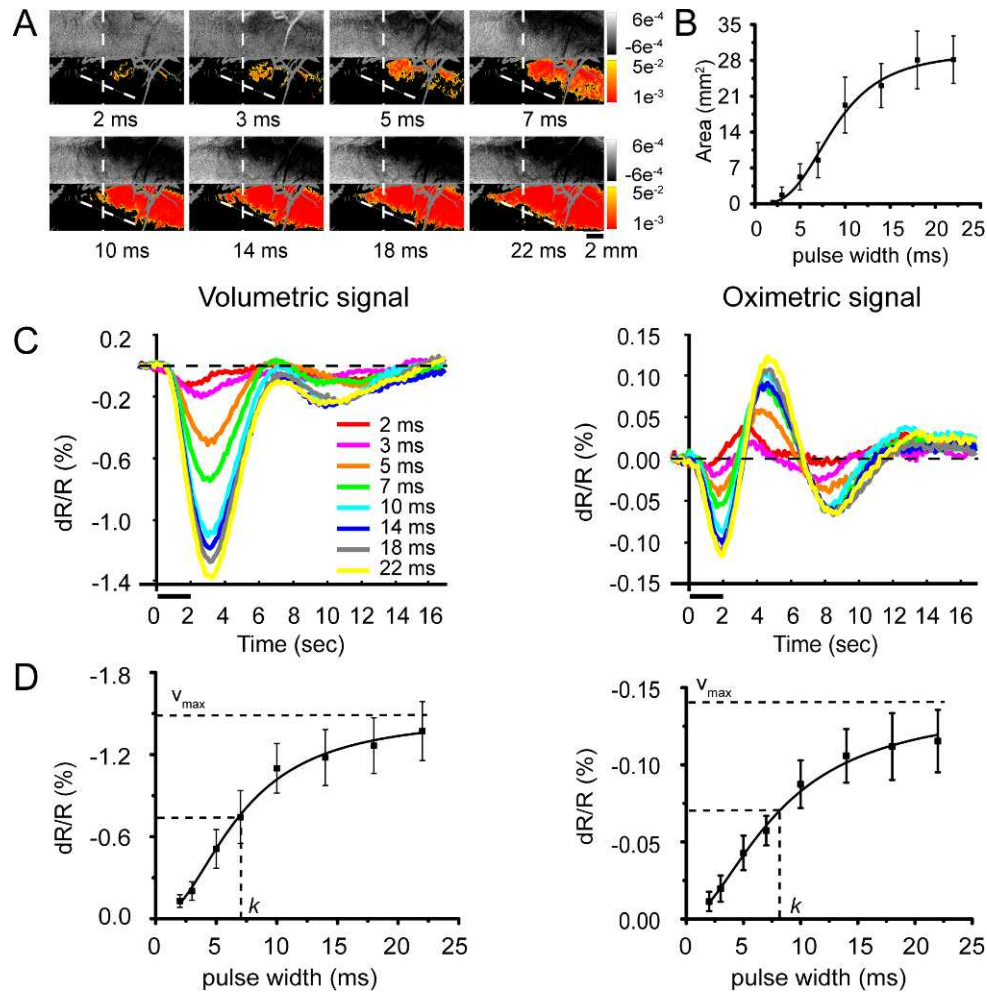 A
2 ms
3 ms
5 ms
7 ms
6e⁻⁴
-6e⁻⁴
5e⁻²
1e⁻³
10 ms
14 ms
18 ms
22 ms
2 mm
6e⁻⁴
-6e⁻⁴
5e⁻²
1e⁻³
B
Area (mm²)
35
28
21
14
7
0
0 5 10 15 20 25
pulse width (ms)
Volumetric signal
Oximetric signal
C
dR/R (%)
0.2
-0.2
-0.6
-1.0
-1.4
0 2 4 6 8 10 12 14 16
Time (sec)
2 ms
3 ms
5 ms
7 ms
10 ms
14 ms
18 ms
22 ms
dR/R (%)
0.10
0.05
0.00
-0.05
-0.10
-0.15
0 2 4 6 8 10 12 14 16
Time (sec)
D
dR/R (%)
-1.8
-1.2
-0.6
0.0
vmax
k
0 5 10 15 20 25
pulse width (ms)
dR/R (%)
-0.15
-0.10
-0.05
0.00
vmax
k
0 5 10 15 20 25
pulse width (ms)